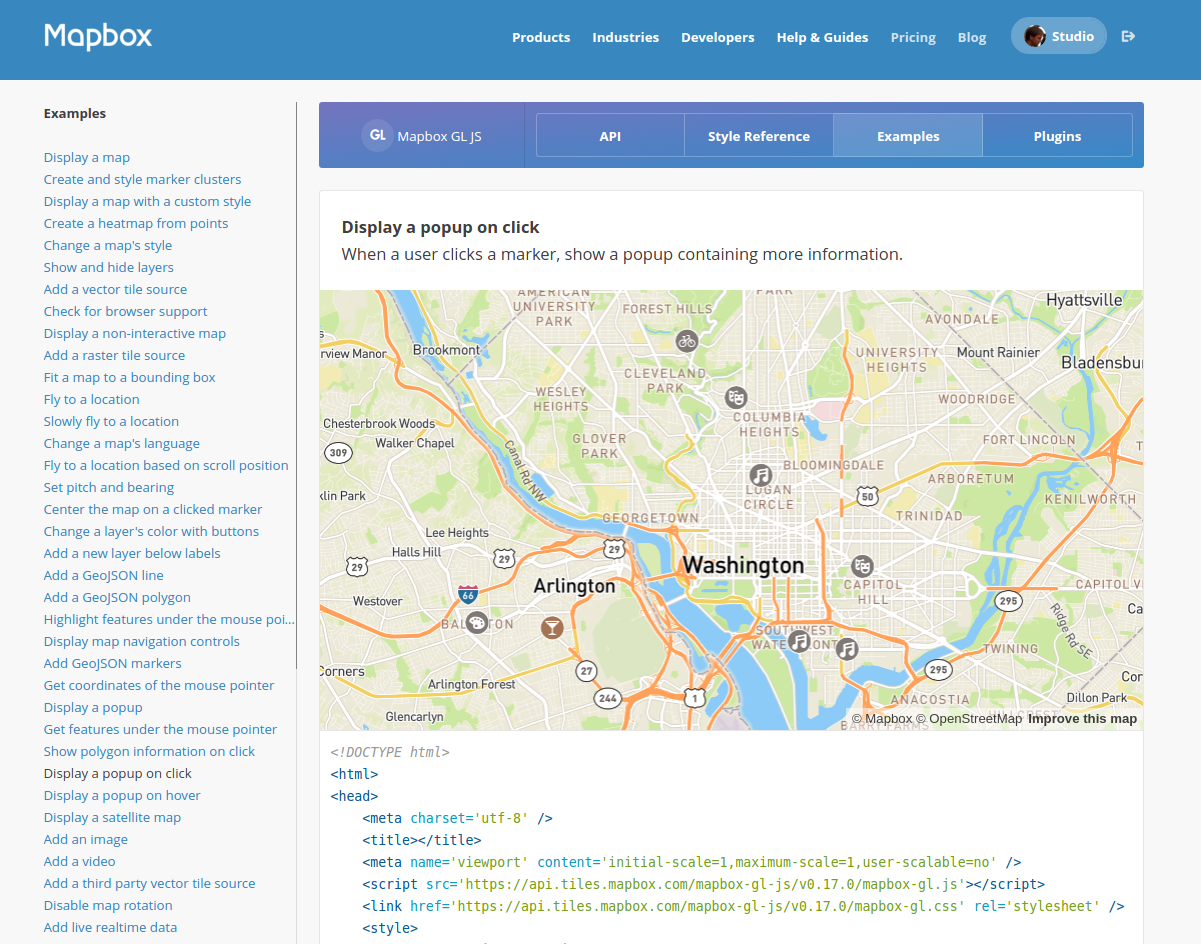 Mapbox
Products Industries Developers Help & Guides Pricing Blog Studio
Examples
Display a map
Create and style marker clusters
Display a map with a custom style
Create a heatmap from points
Change a map's style
Show and hide layers
Add a vector tile source
Check for browser support
Display a non-interactive map
Add a raster tile source
Fit a map to a bounding box
Fly to a location
Slowly fly to a location
Change a map's language
Fly to a location based on scroll position
Set pitch and bearing
Center the map on a clicked marker
Change a layer's color with buttons
Add a new layer below labels
Add a GeoJSON line
Add a GeoJSON polygon
Highlight features under the mouse poi...
Display map navigation controls
Add GeoJSON markers
Get coordinates of the mouse pointer
Display a popup
Get features under the mouse pointer
Show polygon information on click
Display a popup on click
Display a popup on hover
Display a satellite map
Add an image
Add a video
Add a third party vector tile source
Disable map rotation
Add live realtime data
GL Mapbox GL JS
API Style Reference Examples Plugins
Display a popup on click
When a user clicks a marker, show a popup containing more information.
AMERICAN
UNIVERSITY
PARK
PARK
FOREST HILLS
Hyattsville
AVONDALE
rview Manor
Brookmont
UNIVERSITY
HEIGHTS
Mount Rainier
Bladensbu
CLEVELAND
PARK
WESLEY
HEIGHTS
WOODRIDGE
COLUMBIA
HEIGHTS
Chesterbrook Woods
Walker Chapel
GLOVER
PARK
FORT LINCOLN
309
Canal Rd NW
BLOOMINGDALE
ARBORETUM
klin Park
LOGAN
CIRCLE
50
KENILWORTH
GEORGETOWN
TRINIDAD
Lee Heights
Halls Hill
29
29
29
Washington
Arlington
CAPITOL
HILL
CAPITOL V
66
Westover
295
Ca
BALLSTON
Ridge Rd SE
SOUTHWEST
WATERFRONT
TWINING
orners
27
295
Cor
Arlington Forest
244
1
ANACOSTIA
Dillon Park
Glencarlyn
BARRY FARMS
© Mapbox © OpenStreetMap Improve this map
<!DOCTYPE html>
<html>
<head>
<meta charset='utf-8' />
<title></title>
<meta name='viewport' content='initial-scale=1,maximum-scale=1,user-scalable=no' />
<script src='https://api.tiles.mapbox.com/mapbox-gl-js/v0.17.0/mapbox-gl.js'></script>
<link href='https://api.tiles.mapbox.com/mapbox-gl-js/v0.17.0/mapbox-gl.css' rel='stylesheet' />
<style>